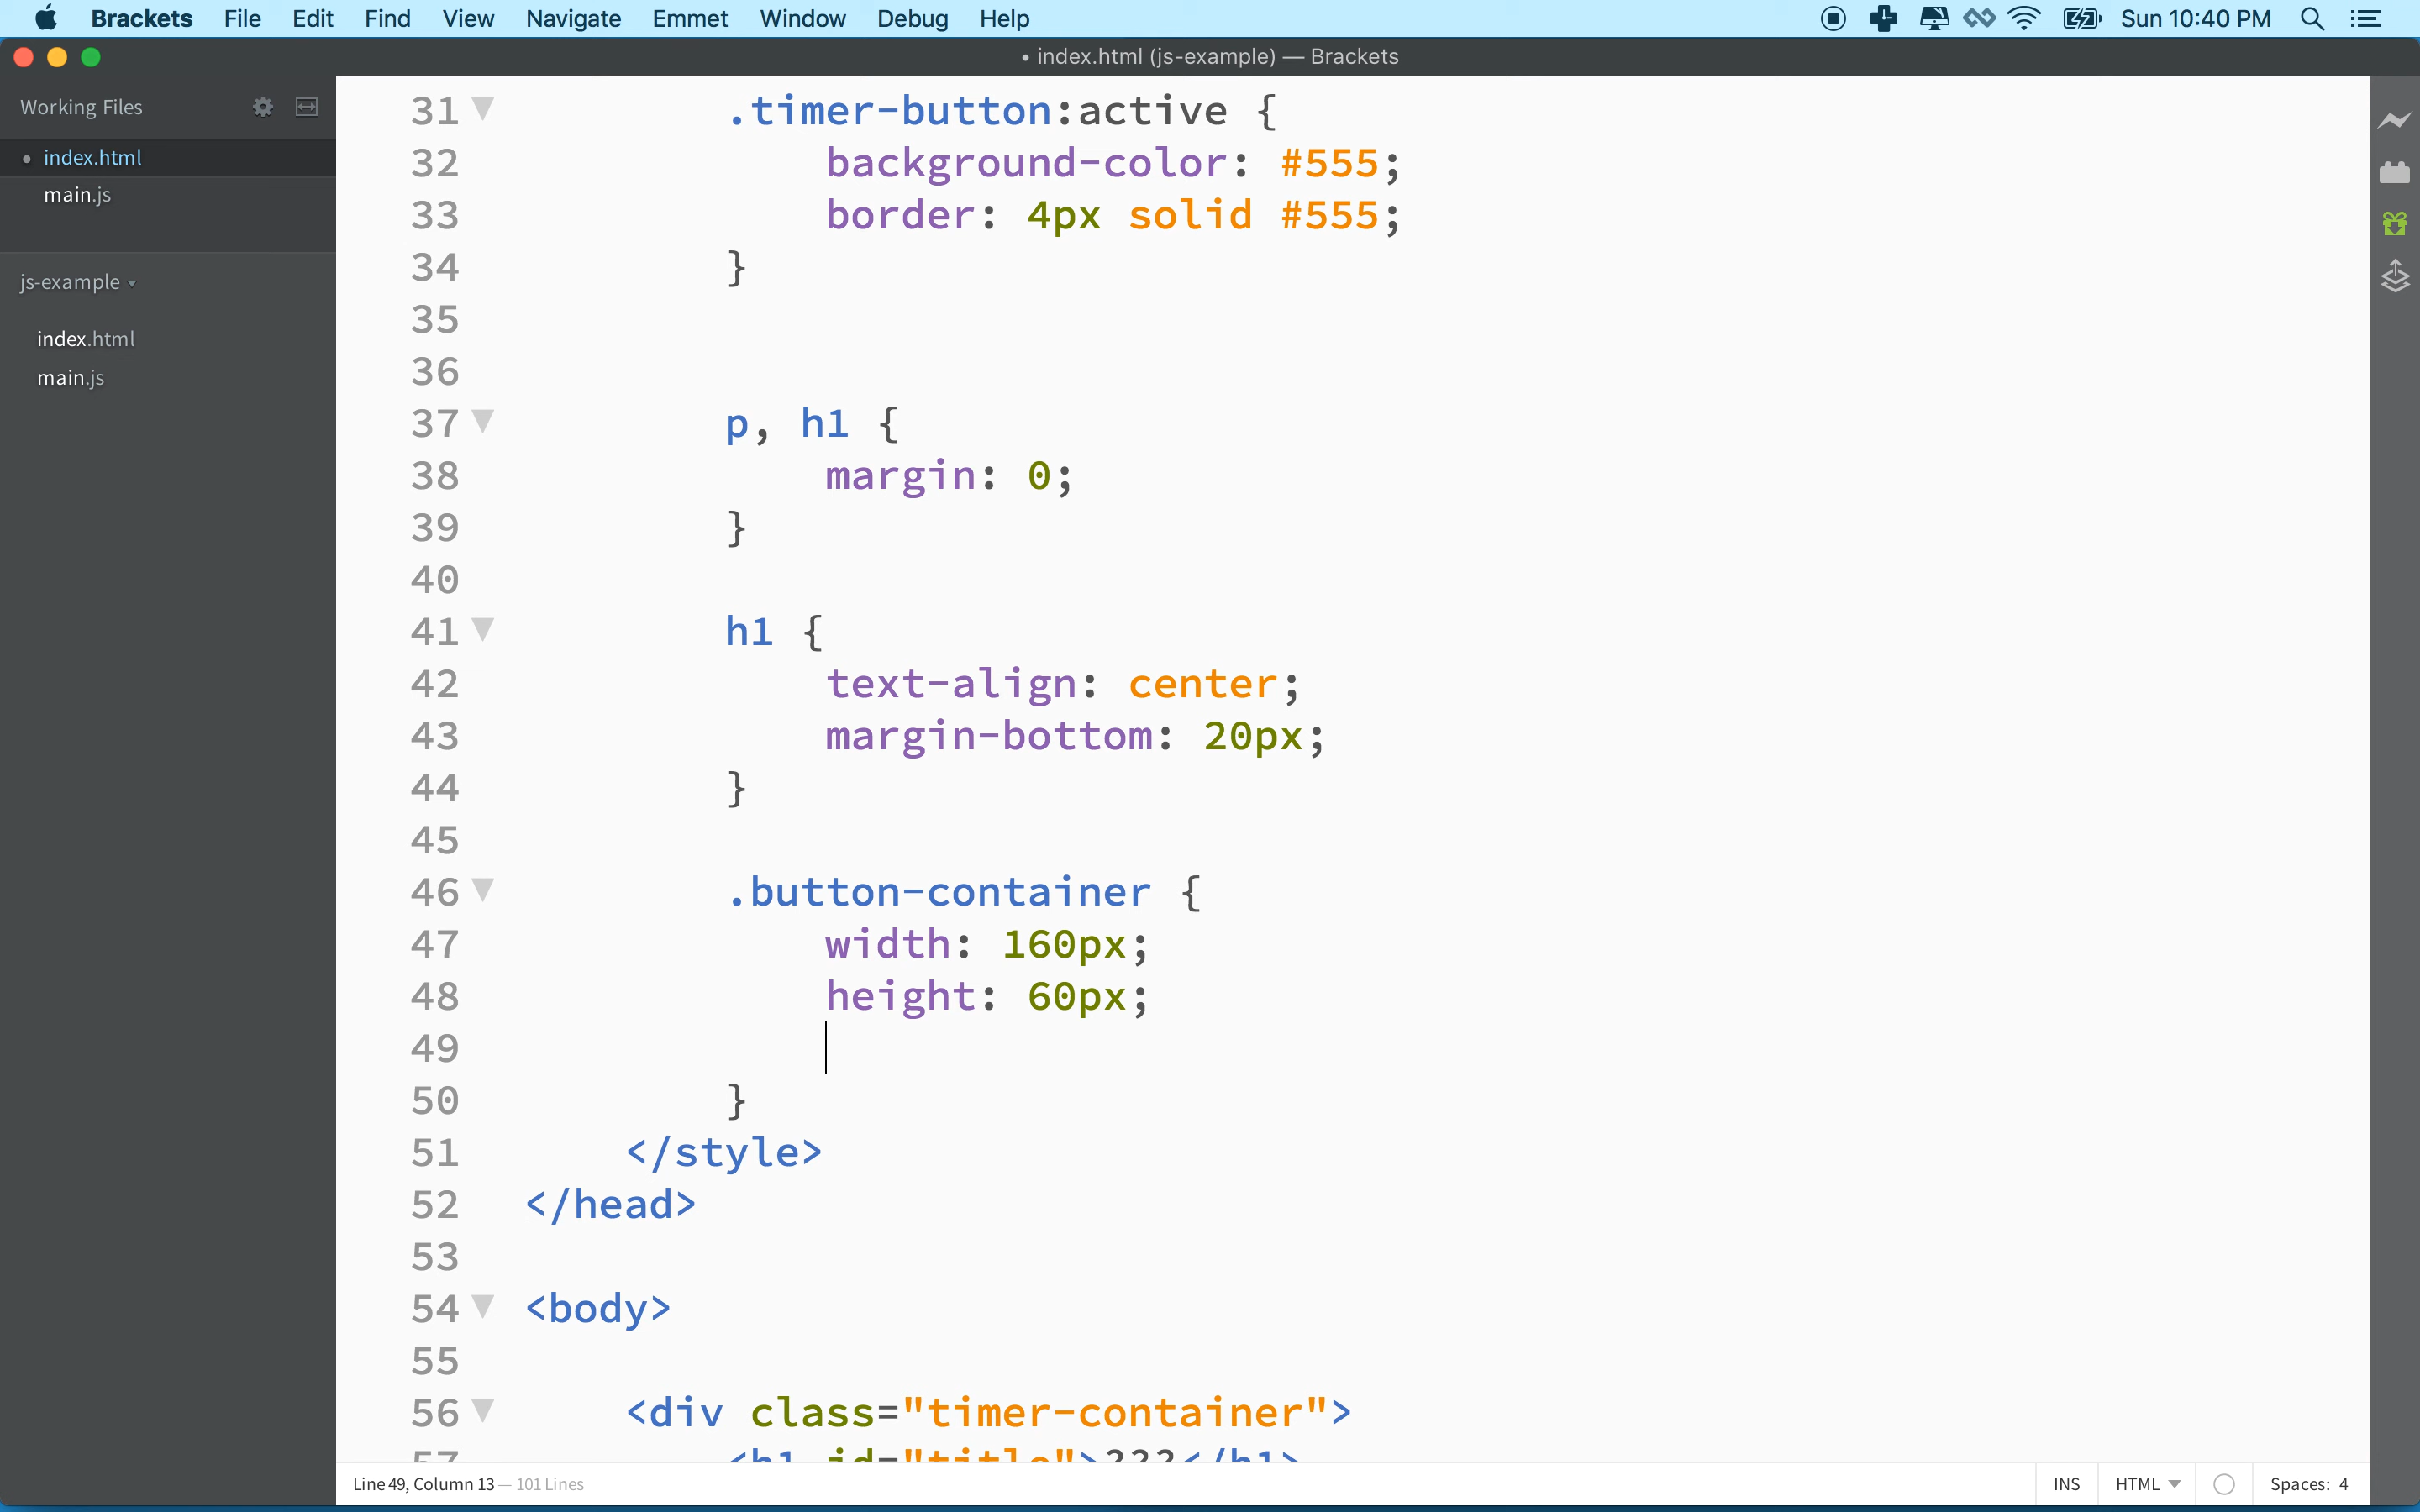 Brackets File Edit Find View Navigate Emmet Window Debug Help Sun 10:40 PM
• index.html (js-example) — Brackets
Working Files
• index.html
main.js
js-example
index.html
main.js
31 .timer-button:active {
32 background-color: #555;
33 border: 4px solid #555;
34 }
35
36
37 p, h1 {
38 margin: 0;
39 }
40
41 h1 {
42 text-align: center;
43 margin-bottom: 20px;
44 }
45
46 .button-container {
47 width: 160px;
48 height: 60px;
49
50 }
51 </style>
52 </head>
53
54 <body>
55
56 <div class="timer-container">
57 <h1 id="title">???</h1>
Line 49, Column 13 — 101 Lines
INS HTML Spaces: 4